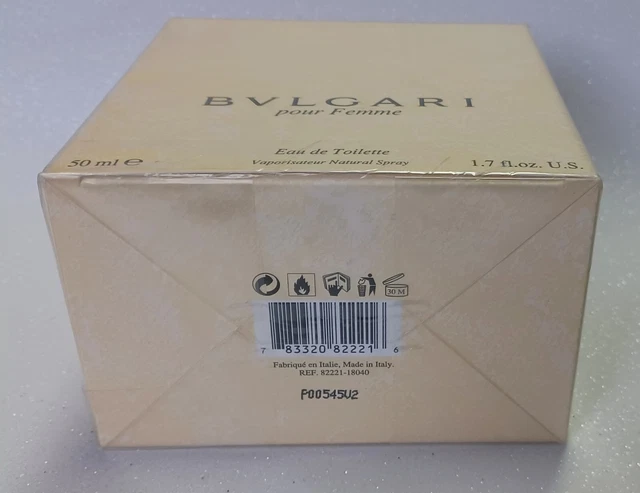 BVLGARI
pour Femme
Eau de Toilette
50 ml ℮ Vaporisateur Natural Spray 1.7 fl.oz. U.S.
30 M
7 83320 82221 6
Fabriqué en Italie, Made in Italy.
REF. 82221-18040
P00545U2